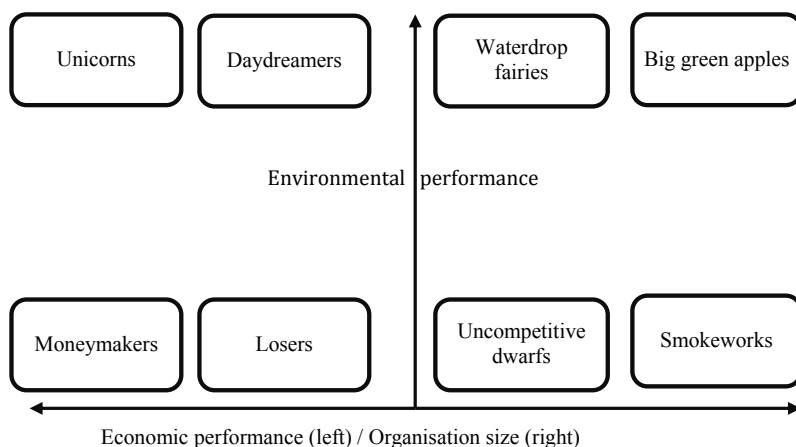 Unicorns
Daydreamers
Waterdrop
fairies
Big green apples
Environmental performance
Moneymakers
Losers
Uncompetitive
dwarfs
Smokeworks
Economic performance (left) / Organisation size (right)